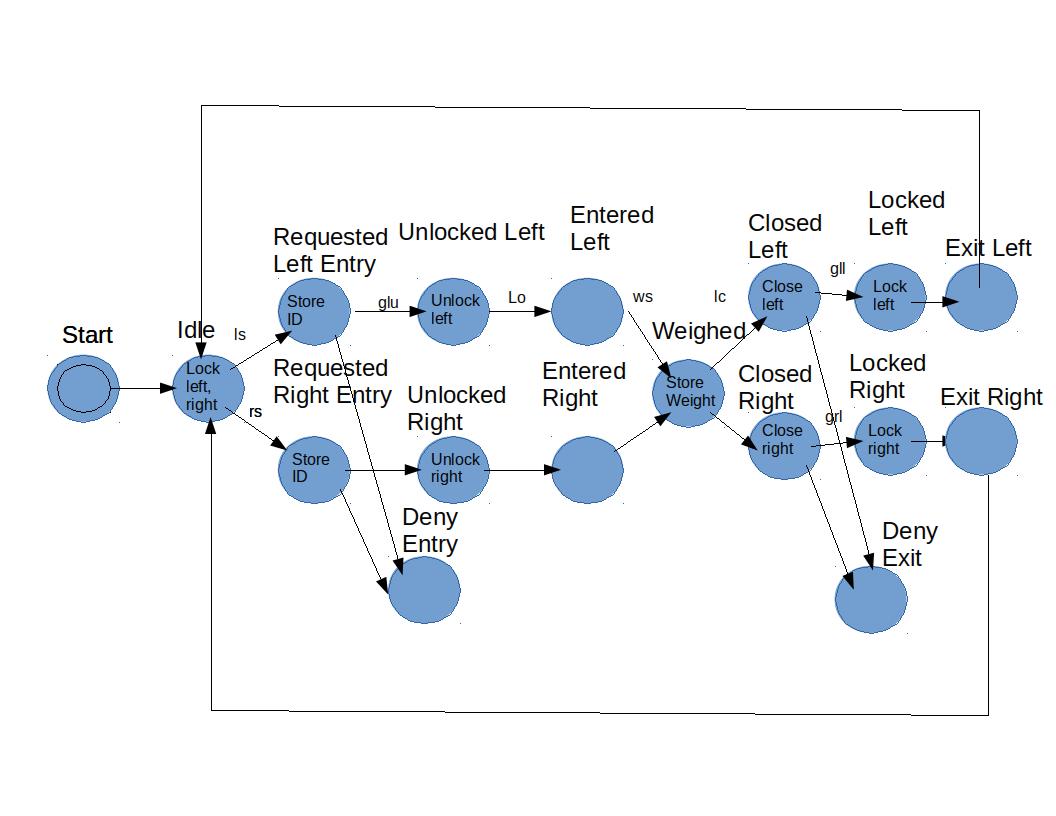 Start
Idle
Lock
left,
right
ls
rs
Requested
Left Entry
Store
ID
glu
Unlocked Left
Unlock
left
Lo
Entered
Left
ws
Requested
Right Entry
Store
ID
Unlocked
Right
Unlock
right
Entered
Right
Deny
Entry
Weighed
Store
Weight
lc
Closed
Left
Close
left
gll
Locked
Left
Lock
left
Exit Left
Closed
Right
Close
right
grl
Locked
Right
Lock
right
Exit Right
Deny
Exit